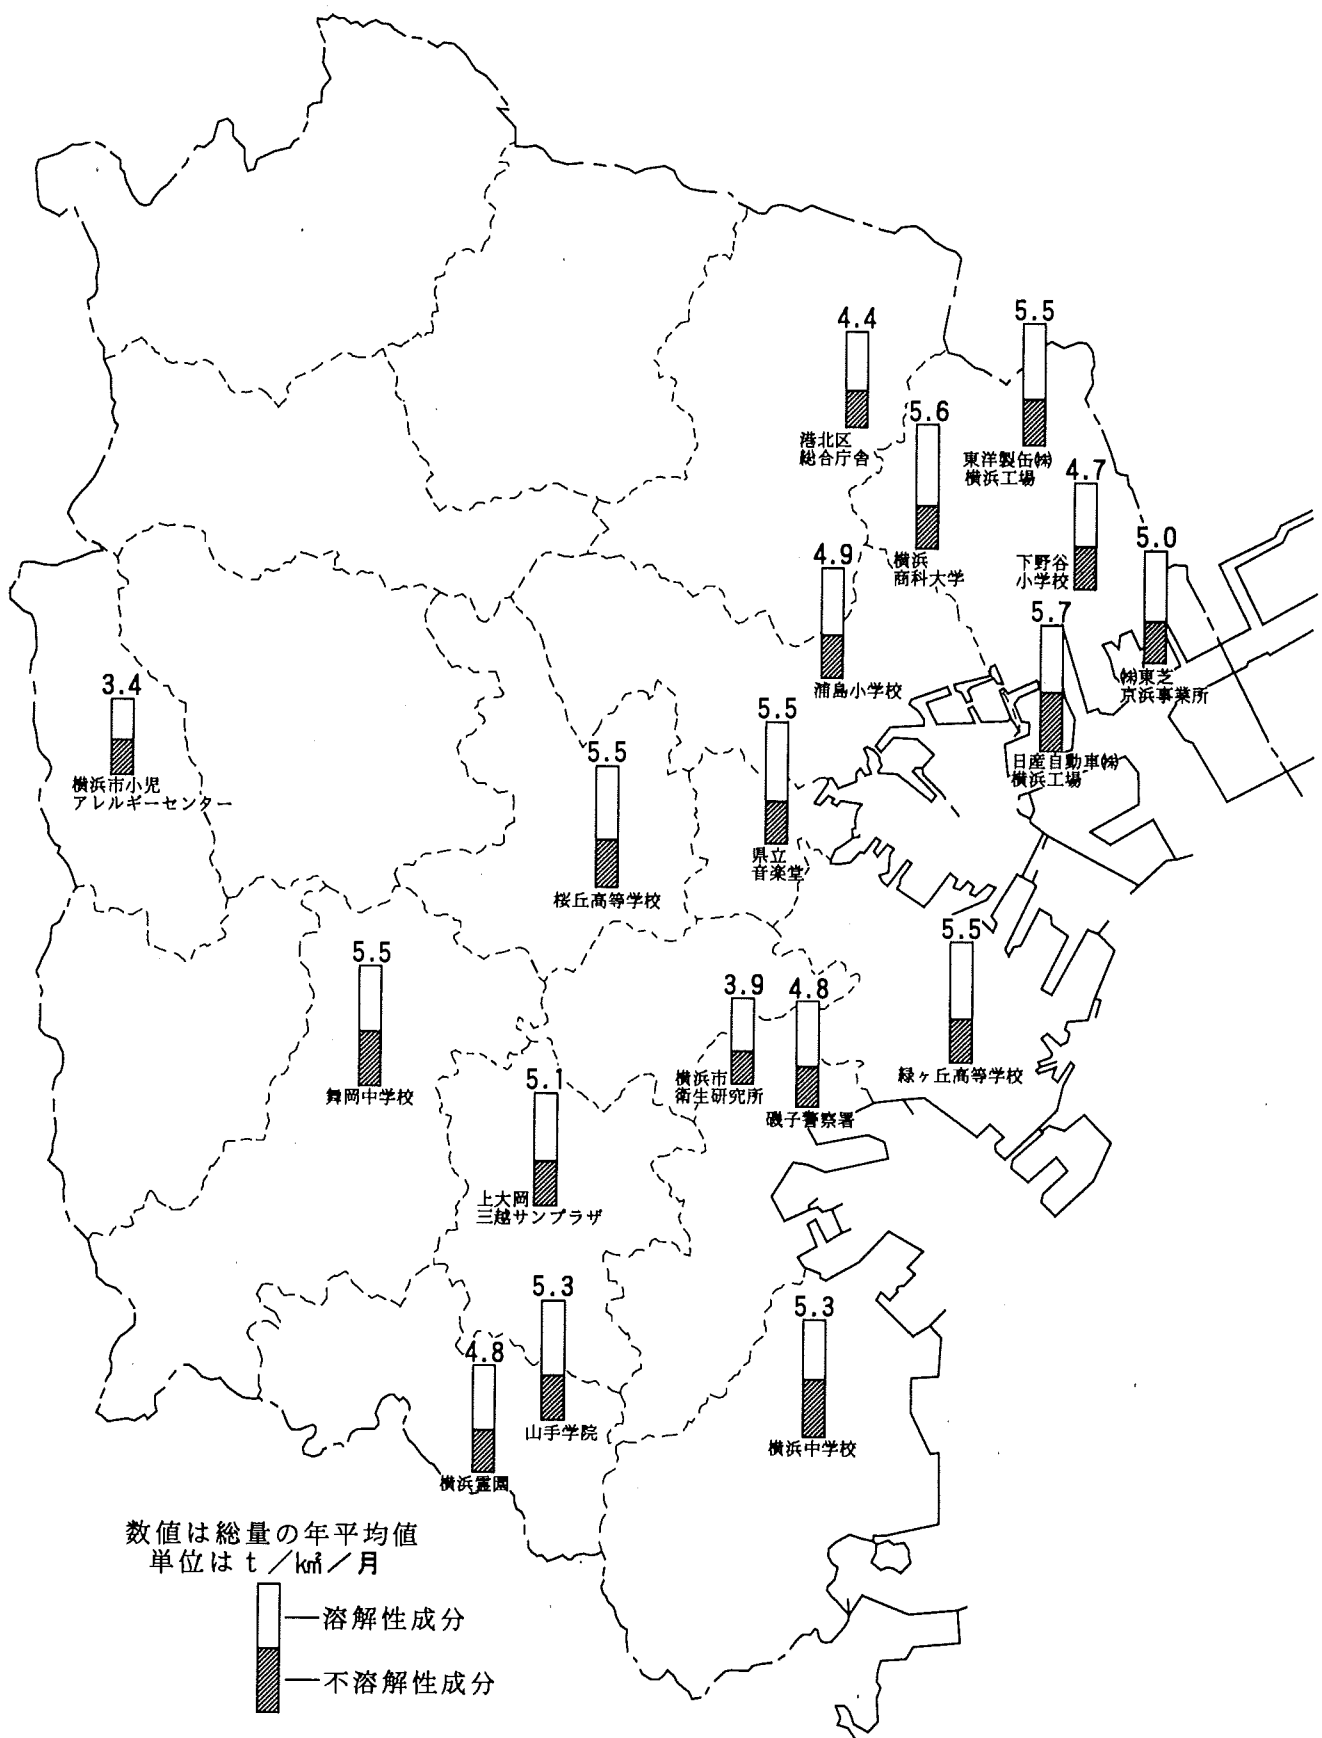 5.5
4.4
港北区
総合庁舎
5.6
東洋製缶㈱
横浜工場
4.7
横浜
商科大学
下野谷
小学校
5.0
4.9
浦島小学校
5.7
㈱東芝
京浜事業所
3.4
横浜市小児
アレルギーセンター
5.5
日産自動車㈱
横浜工場
5.5
県立
音楽堂
桜丘高等学校
5.5
舞岡中学校
3.9
横浜市
衛生研究所
4.8
磯子警察署
5.5
緑ヶ丘高等学校
5.1
上大岡
三越サンプラザ
5.3
山手学院
5.3
横浜中学校
4.8
横浜霊園
数値は総量の年平均値
単位はt/km²/月
溶解性成分
不溶解性成分